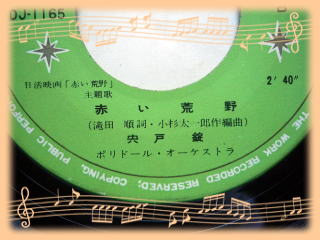 DJ-1165
日活映画「赤い荒野」
主題歌
2' 40"
赤い荒野
(滝田 順詞・小杉太一郎作編曲)
宍戸錠
ポリドール・オーケストラ
THE WORK RECORDED RESERVED; COPYING, PUBLIC